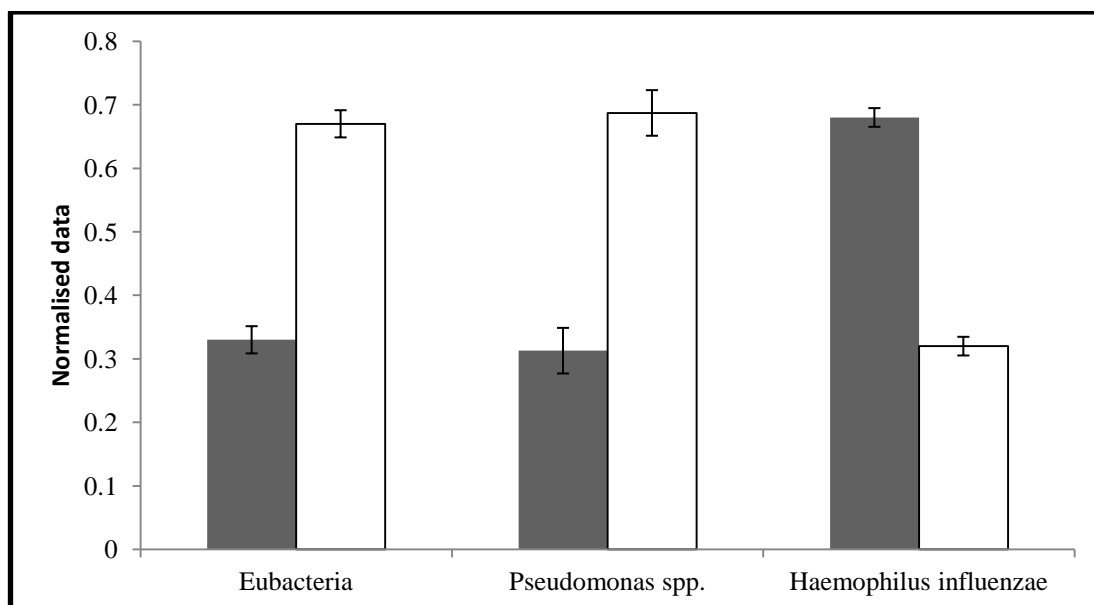 0.8
0.7
0.6
0.5
0.4
0.3
0.2
0.1
0
Normalised data
Eubacteria
Pseudomonas spp.
Haemophilus influenzae